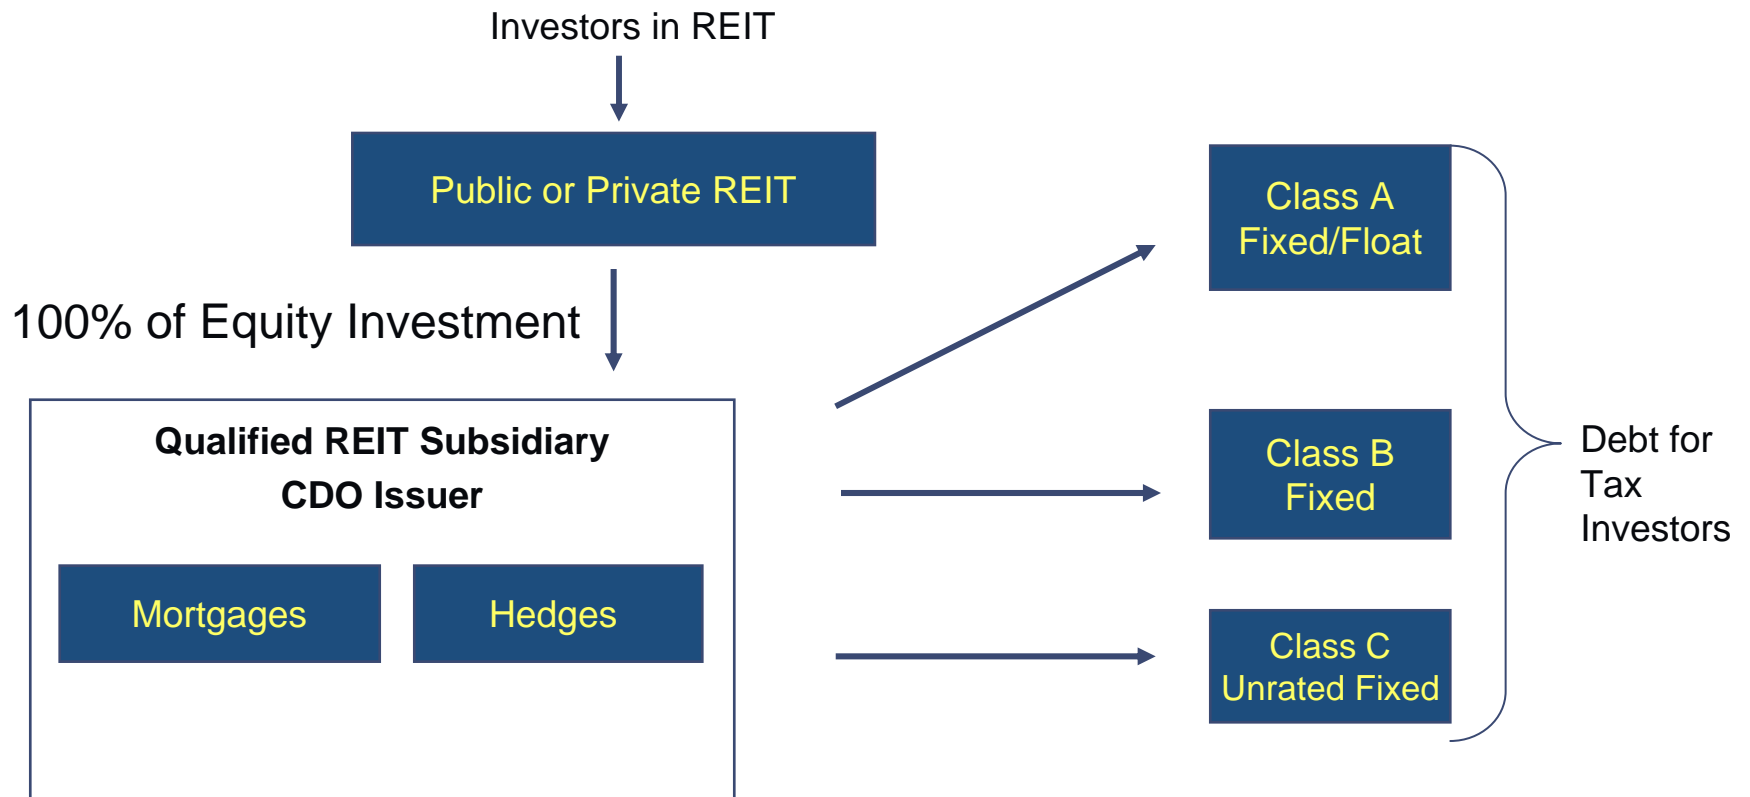 Investors in REIT
Public or Private REIT
100% of Equity Investment
Qualified REIT Subsidiary
CDO Issuer
Mortgages
Hedges
Class A
Fixed/Float
Class B
Fixed
Class C
Unrated Fixed
Debt for
Tax
Investors